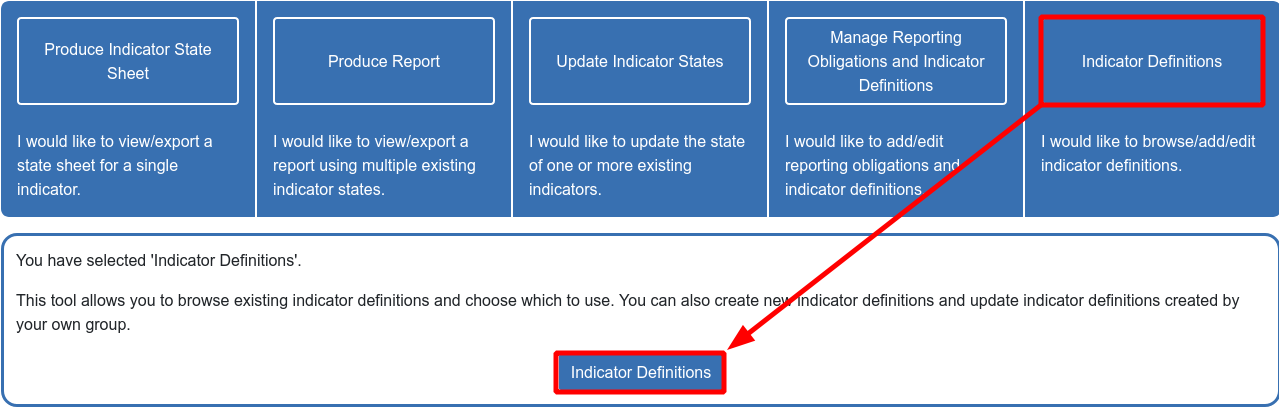 Produce Indicator State
Sheet
I would like to view/export a
state sheet for a single
indicator.
Produce Report
I would like to view/export a
report using multiple existing
indicator states.
Update Indicator States
I would like to update the state
of one or more existing
indicators.
Manage Reporting
Obligations and Indicator
Definitions
I would like to add/edit
reporting obligations and
indicator definitions
Indicator Definitions
I would like to browse/add/edit
indicator definitions.
You have selected 'Indicator Definitions'.
This tool allows you to browse existing indicator definitions and choose which to use. You can also create new indicator definitions and update indicator definitions created by
your own group.
Indicator Definitions